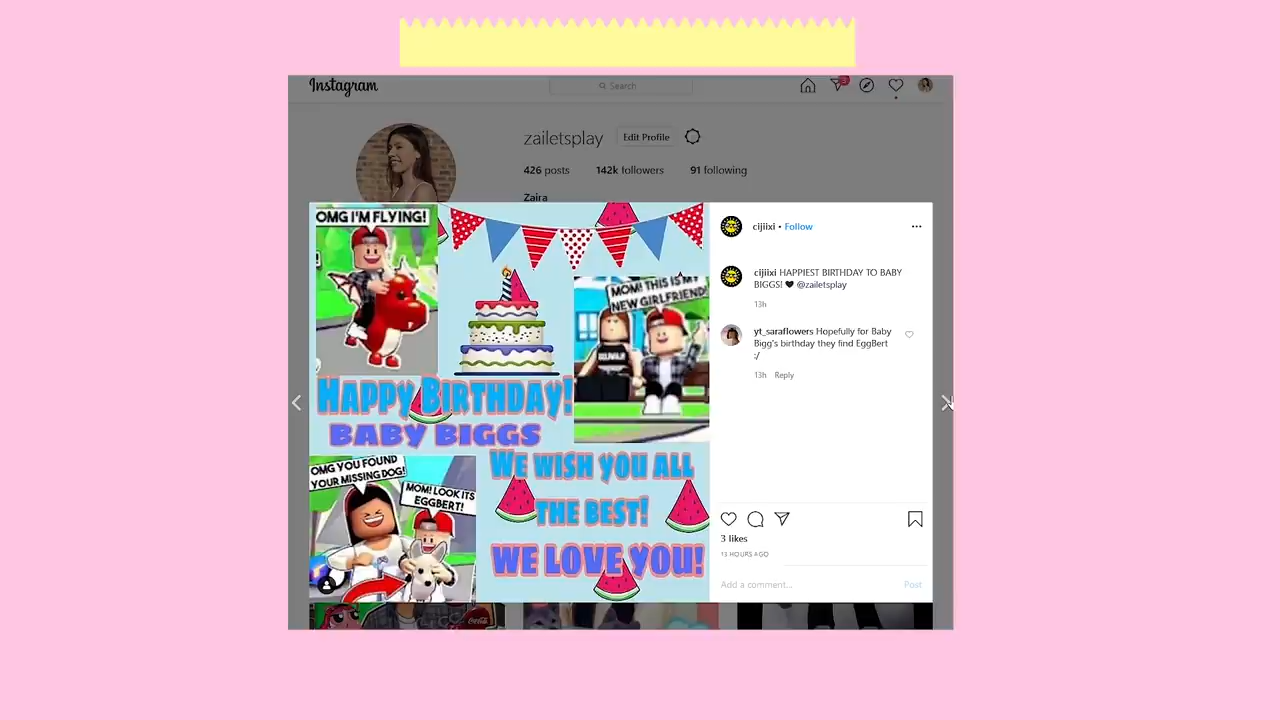 Instagram
Search
3
zailetsplay Edit Profile
426 posts 142k followers 91 following
Zaira
OMG I'M FLYING!
MOM! THIS IS MY
NEW GIRLFRIEND!
HAPPY BIRTHDAY!
BABY BIGGS
OMG YOU FOUND
YOUR MISSING DOG!
MOM! LOOK ITS
EGGBERT!
WE WISH YOU ALL
THE BEST!
WE LOVE YOU!
cijiixi • Follow
cijiixi HAPPIEST BIRTHDAY TO BABY
BIGGS! 🖤 @zailetsplay
13h
yt_saraflowers Hopefully for Baby
Bigg's birthday they find EggBert
:/
13h Reply
3 likes
13 HOURS AGO
Add a comment... Post
Coca